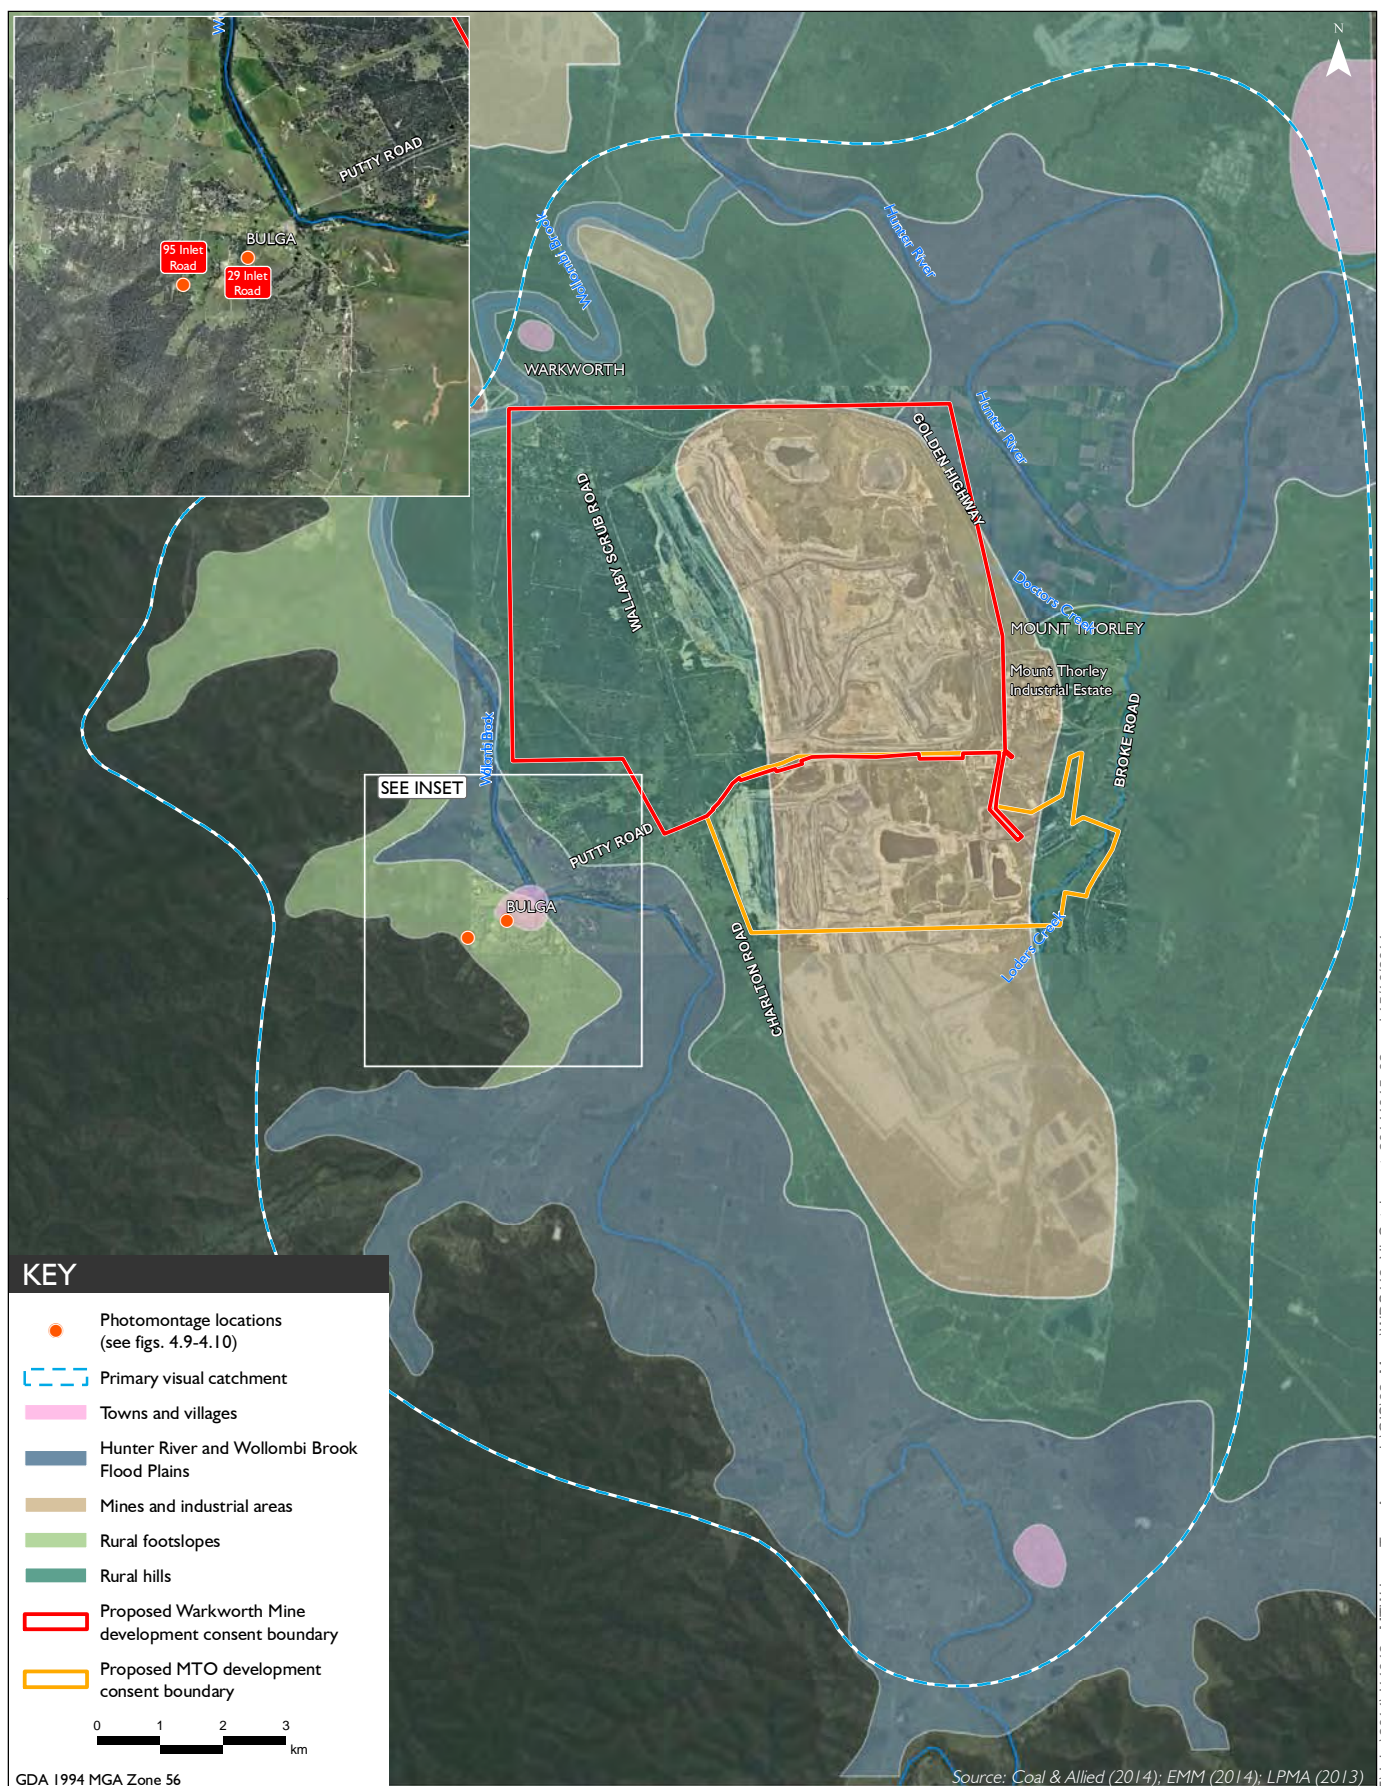 W
PUTTY ROAD
BULGA
95 Inlet
Road
29 Inlet
Road
N
Wollombi Brook
Hunter River
WARKWORTH
Hunter River
GOLDEN HIGHWAY
WALLABY SCRUB ROAD
Doctors Creek
MOUNT THORLEY
Mount Thorley
Industrial Estate
BROKE ROAD
Wollombi Brook
SEE INSET
PUTTY ROAD
BULGA
CHARLTON ROAD
Loders Creek
KEY
Photomontage locations
(see figs. 4.9-4.10)
Primary visual catchment
Towns and villages
Hunter River and Wollombi Brook
Flood Plains
Mines and industrial areas
Rural footslopes
Rural hills
Proposed Warkworth Mine
development consent boundary
Proposed MTO development
consent boundary
0 1 2 3
km
GDA 1994 MGA Zone 56
Source: Coal & Allied (2014); EMM (2014); LPMA (2013)